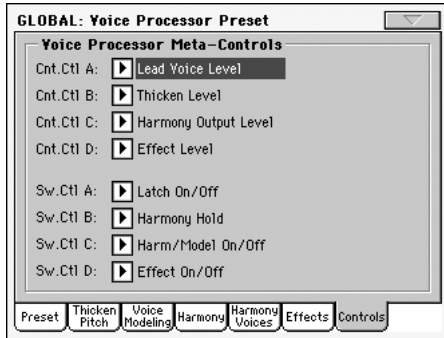 GLOBAL: Voice Processor Preset
Voice Processor Meta-Controls
Cnt.Ctl A: Lead Voice Level
Cnt.Ctl B: Thicken Level
Cnt.Ctl C: Harmony Output Level
Cnt.Ctl D: Effect Level
Sw.Ctl A: Latch On/Off
Sw.Ctl B: Harmony Hold
Sw.Ctl C: Harm/Model On/Off
Sw.Ctl D: Effect On/Off
Preset Thicken Pitch Voice Modeling Harmony Harmony Voices Effects Controls